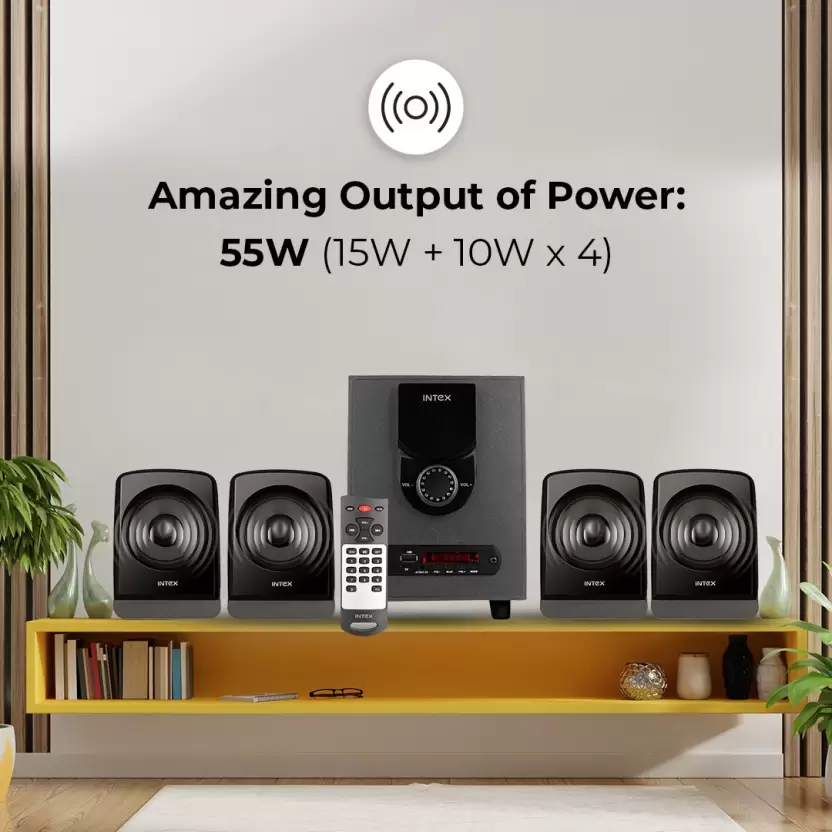 Amazing Output of Power:
55W (15W + 10W x 4)
INTEX
VOL - VOL +
INTEX
INTEX
INTEX
INTEX
INTEX